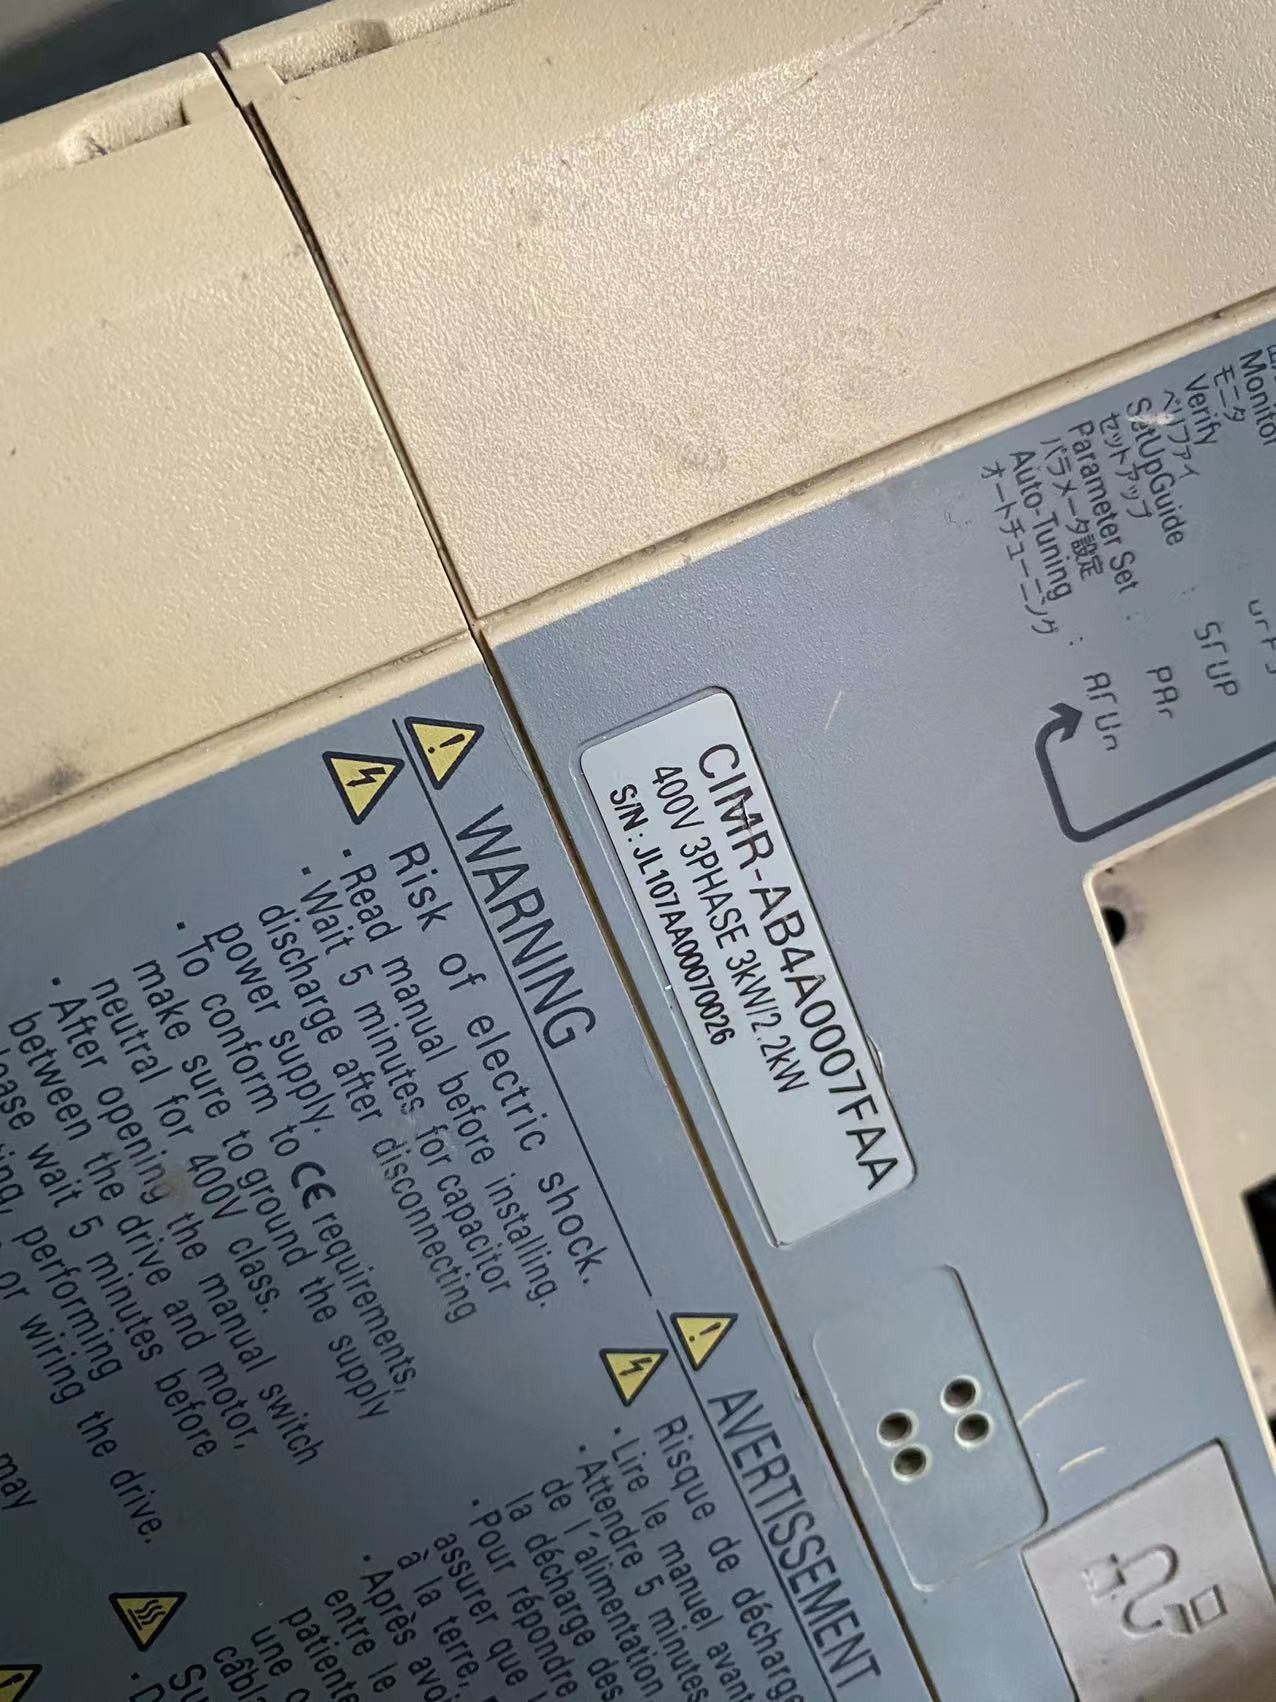 Monitor
モニタ
Verify
ベリファイ
SetUpGuide : STUP
セットアップ
Parameter Set : PAr
パラメータ設定
Auto-Tuning : ATUn
オートチューニング
CIMR-AB4A0007FAA
400V 3PHASE 3kW/2.2kW
S/N : JL107AA00070026
WARNING
Risk of electric shock.
· Read manual before installing.
· Wait 5 minutes for capacitor
discharge after disconnecting
power supply.
· To conform to CE requirements,
make sure to ground the supply
neutral for 400V class.
· After opening the manual switch
between the drive and motor,
wait 5 minutes before
performing
or wiring the drive.
may
AVERTISSEMENT
Risque de décharge
· Lire le manuel avant
· Attendre 5 minutes
la décharge des
de l'alimentation
· Pour répondre
assurer que
à la terre,
· Après
entre le
une